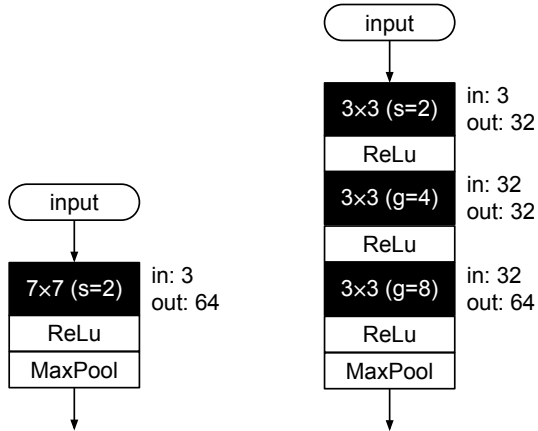 input
7×7 (s=2)
in: 3
out: 64
ReLu
MaxPool
input
3×3 (s=2)
in: 3
out: 32
ReLu
3×3 (g=4)
in: 32
out: 32
ReLu
3×3 (g=8)
in: 32
out: 64
ReLu
MaxPool